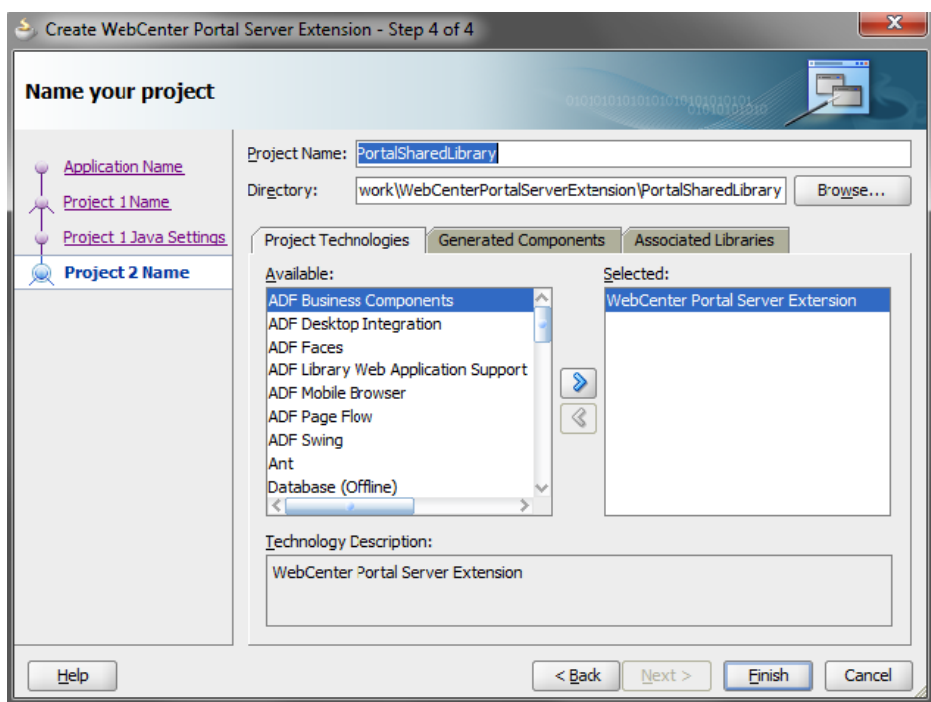 Create WebCenter Portal Server Extension - Step 4 of 4
Name your project
Application Name
Project 1 Name
Project 1 Java Settings
Project 2 Name
Project Name: PortalSharedLibrary
Directory: work\WebCenterPortalServerExtension\PortalSharedLibrary Browse...
Project Technologies Generated Components Associated Libraries
Available:
ADF Business Components
ADF Desktop Integration
ADF Faces
ADF Library Web Application Support
ADF Mobile Browser
ADF Page Flow
ADF Swing
Ant
Database (Offline)
Selected:
WebCenter Portal Server Extension
Technology Description:
WebCenter Portal Server Extension
Help < Back Next > Finish Cancel